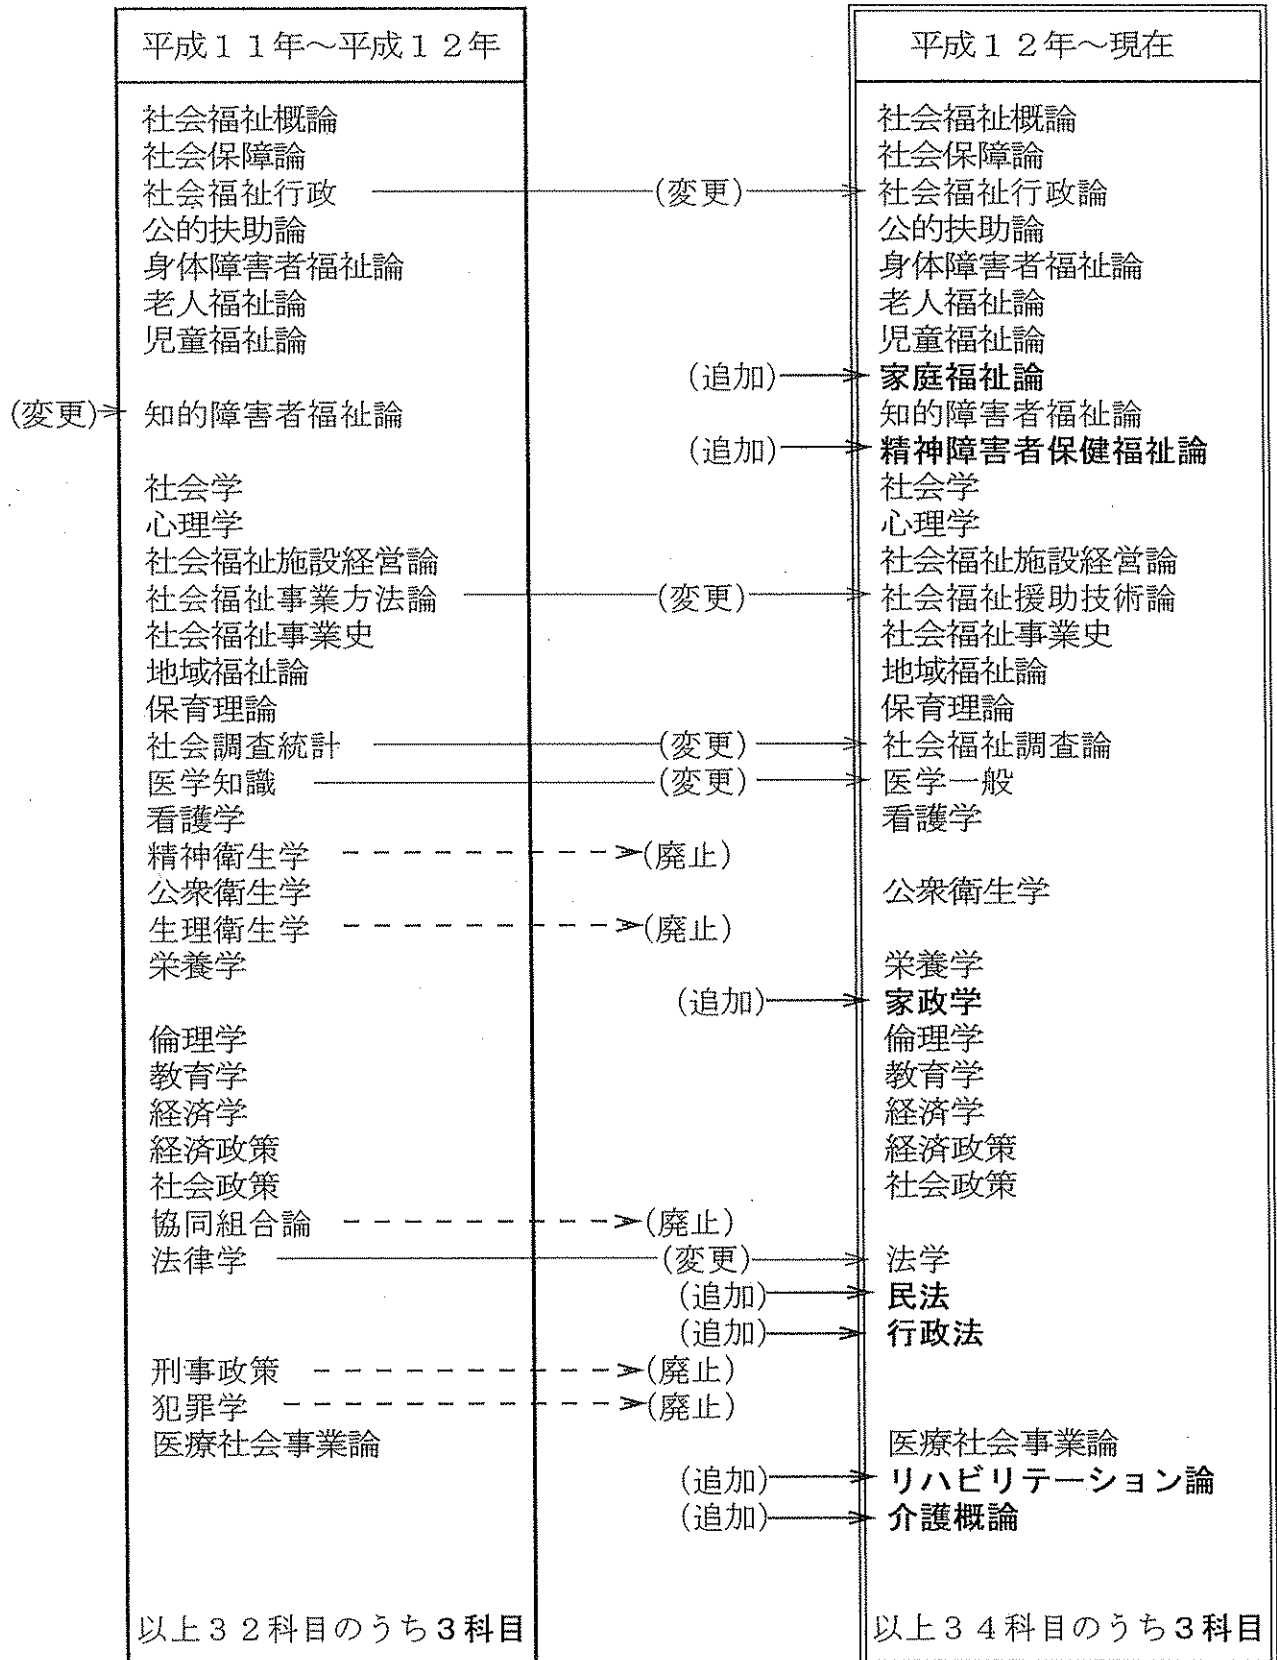 平成１１年～平成１２年　平成１２年～現在
社会福祉概論　社会福祉概論
社会保障論　社会保障論
社会福祉行政　(変更)　社会福祉行政論
公的扶助論　公的扶助論
身体障害者福祉論　身体障害者福祉論
老人福祉論　老人福祉論
児童福祉論　児童福祉論
(追加)　家庭福祉論
(変更)　知的障害者福祉論　知的障害者福祉論
(追加)　精神障害者保健福祉論
社会学　社会学
心理学　心理学
社会福祉施設経営論　社会福祉施設経営論
社会福祉事業方法論　(変更)　社会福祉援助技術論
社会福祉事業史　社会福祉事業史
地域福祉論　地域福祉論
保育理論　保育理論
社会調査統計　(変更)　社会福祉調査論
医学知識　(変更)　医学一般
看護学　看護学
精神衛生学　(廃止)
公衆衛生学　公衆衛生学
生理衛生学　(廃止)
栄養学　栄養学
(追加)　家政学
倫理学　倫理学
教育学　教育学
経済学　経済学
経済政策　経済政策
社会政策　社会政策
協同組合論　(廃止)
法律学　(変更)　法学
(追加)　民法
(追加)　行政法
刑事政策　(廃止)
犯罪学　(廃止)
医療社会事業論　医療社会事業論
(追加)　リハビリテーション論
(追加)　介護概論
以上３２科目のうち３科目　以上３４科目のうち３科目